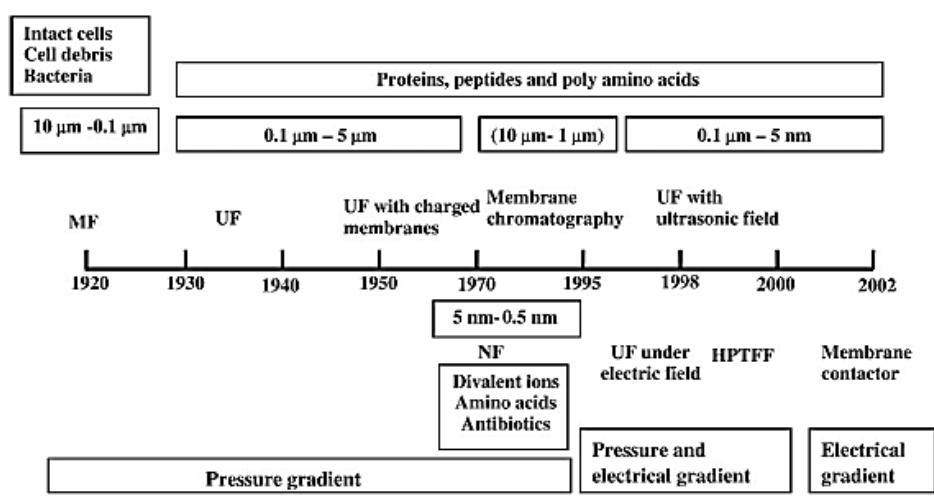 Intact cells
Cell debris
Bacteria
Proteins, peptides and poly amino acids
10 μm -0.1 μm
0.1 μm – 5 μm
(10 μm- 1 μm)
0.1 μm – 5 nm
MF
UF
UF with charged
membranes
Membrane
chromatography
UF with
ultrasonic field
1920
1930
1940
1950
1970
1995
1998
2000
2002
5 nm- 0.5 nm
NF
UF under
electric field
HPTFF
Membrane
contactor
Divalent ions
Amino acids
Antibiotics
Pressure gradient
Pressure and
electrical gradient
Electrical
gradient